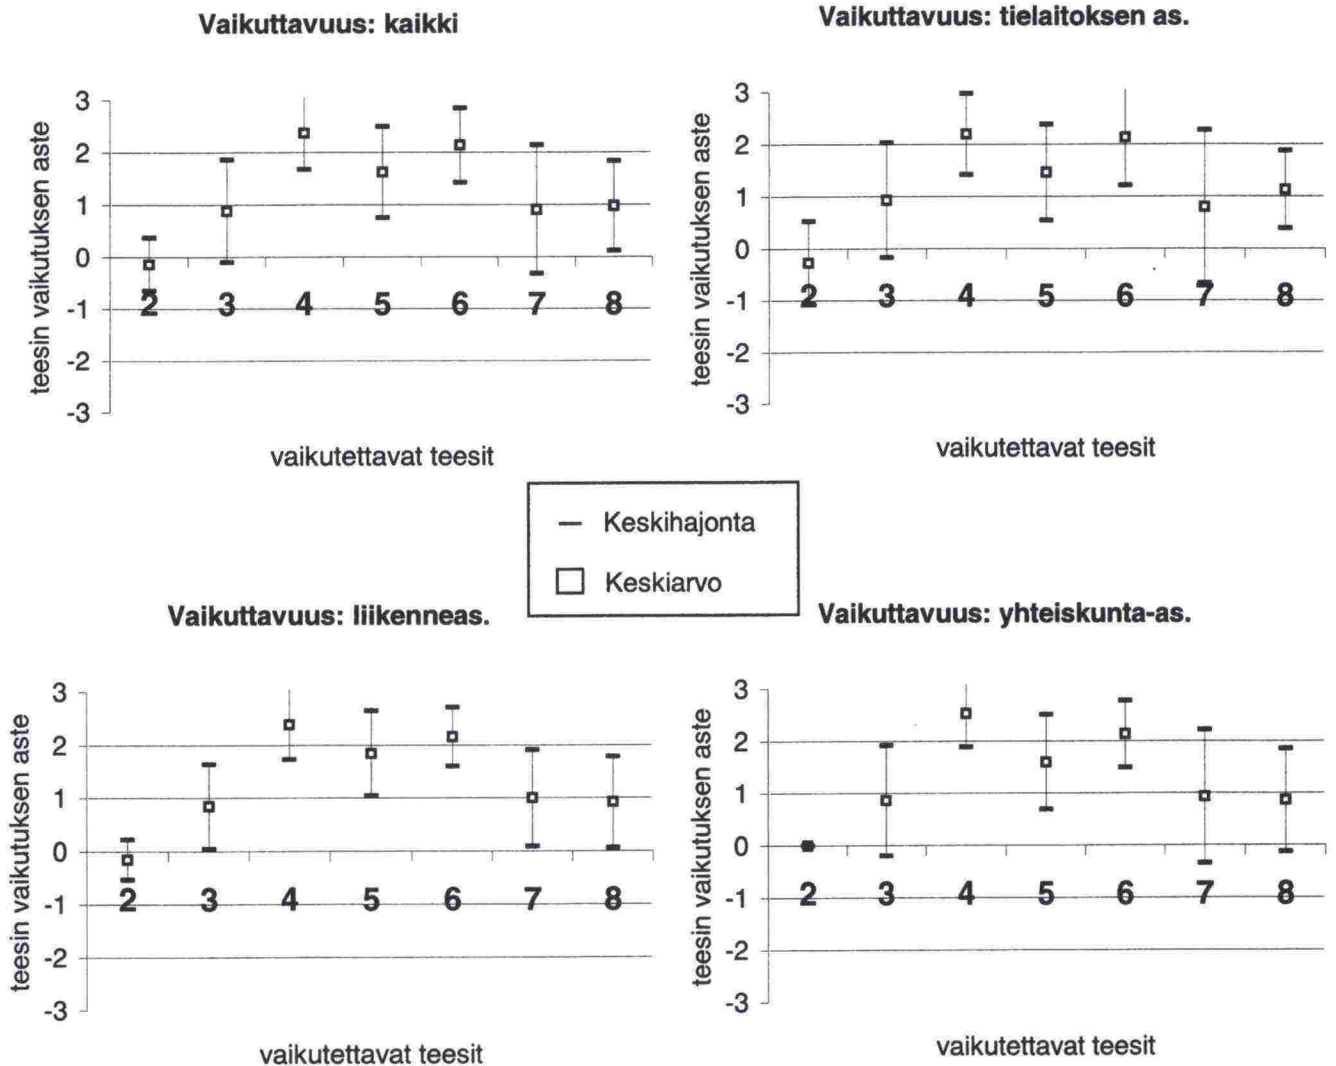 Vaikuttavuus: kaikki
teesin vaikutuksen aste
3
2
1
0
-1
-2
-3
2 3 4 5 6 7 8
vaikutettavat teesit
Vaikuttavuus: tielaitoksen as.
teesin vaikutuksen aste
3
2
1
0
-1
-2
-3
2 3 4 5 6 7 8
vaikutettavat teesit
Keskihajonta
Keskiarvo
Vaikuttavuus: liikenneas.
teesin vaikutuksen aste
3
2
1
0
-1
-2
-3
2 3 4 5 6 7 8
vaikutettavat teesit
Vaikuttavuus: yhteiskunta-as.
teesin vaikutuksen aste
3
2
1
0
-1
-2
-3
2 3 4 5 6 7 8
vaikutettavat teesit